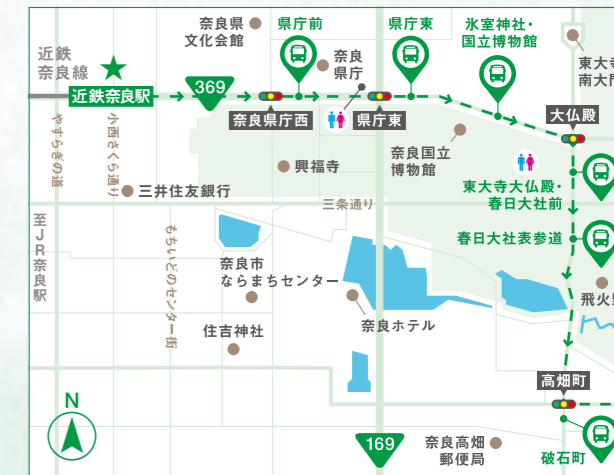 奈良県
文化会館
県庁前
県庁東
氷室神社・
国立博物館
近鉄
奈良線
奈良
県庁
東大寺
南大門
近鉄奈良駅
369
奈良県庁西
県庁東
大仏殿
やすらぎの道
小西さくら通り
奈良国立
博物館
興福寺
三井住友銀行
東大寺大仏殿・
春日大社前
三条通り
至JR奈良駅
もちいどのセンター街
春日大社表参道
奈良市
ならまちセンター
飛火野
奈良ホテル
住吉神社
高畑町
N
169
奈良高畑
郵便局
破石町